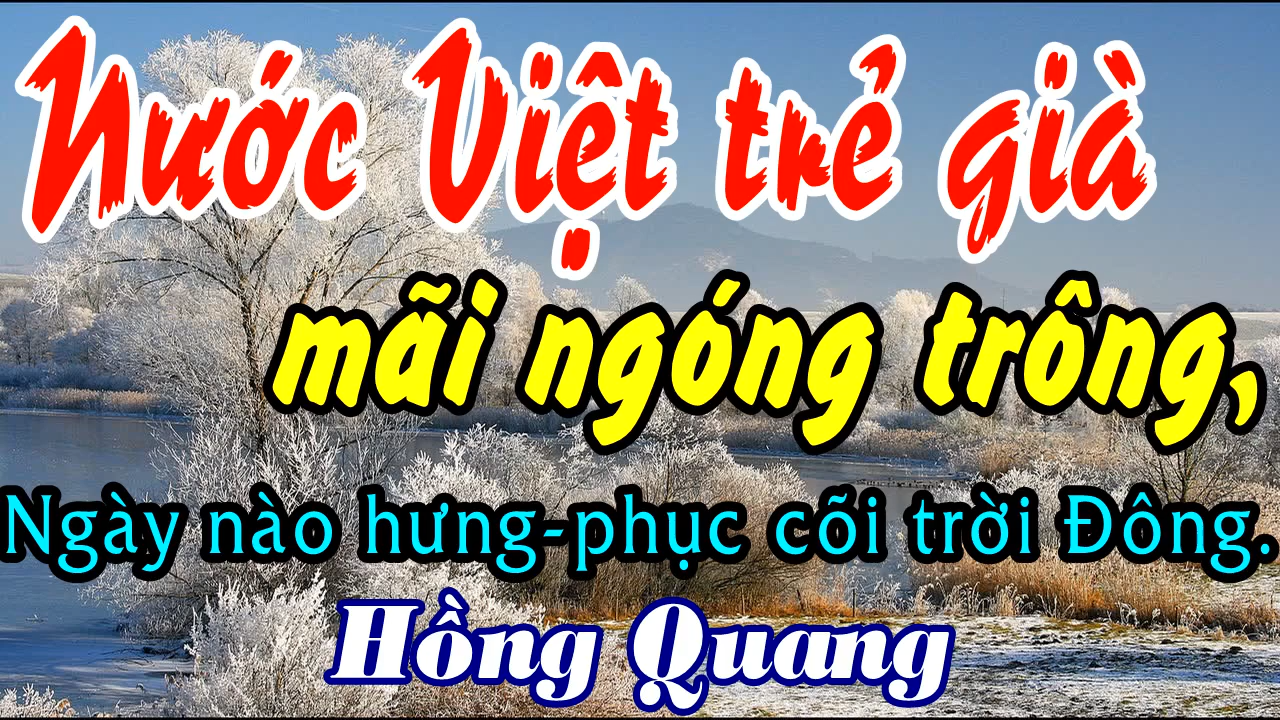 Nước Việt trẻ già
mãi ngóng trông,
Ngày nào hưng-phục cõi trời Đông.
Hồng Quang